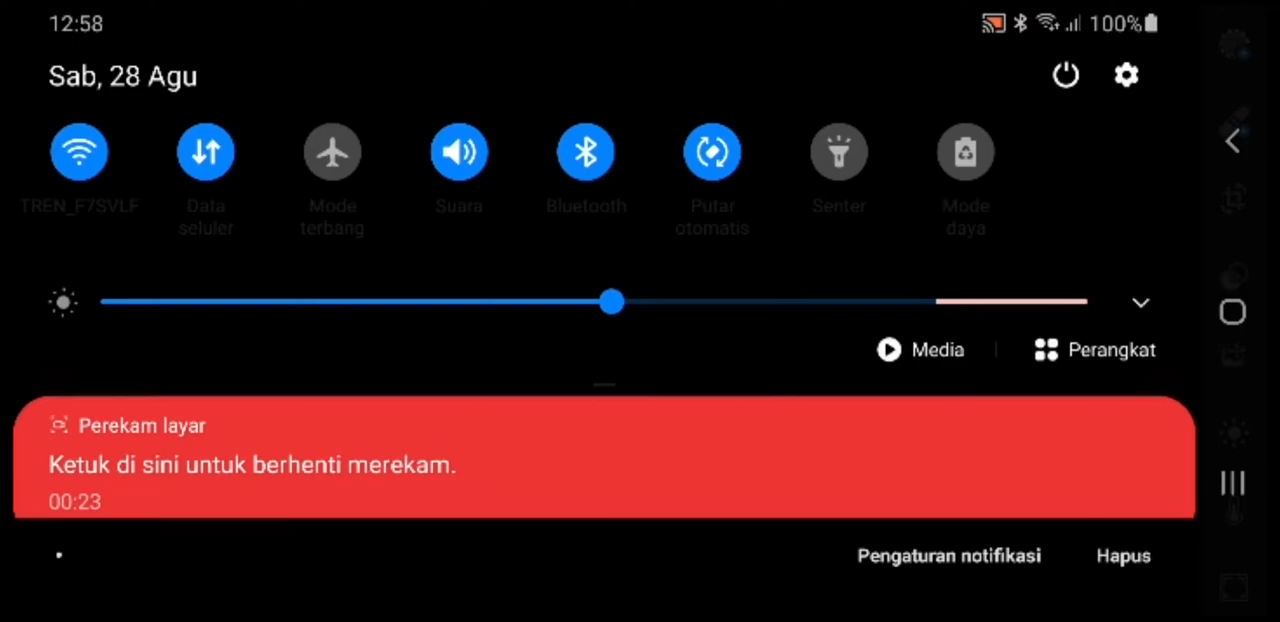 12:58
100%
Sab, 28 Agu
TREN_F7SVLF
Data
seluler
Mode
terbang
Suara
Bluetooth
Putar
otomatis
Senter
Mode
daya
Media
Perangkat
Perekam layar
Ketuk di sini untuk berhenti merekam.
00:23
Pengaturan notifikasi
Hapus